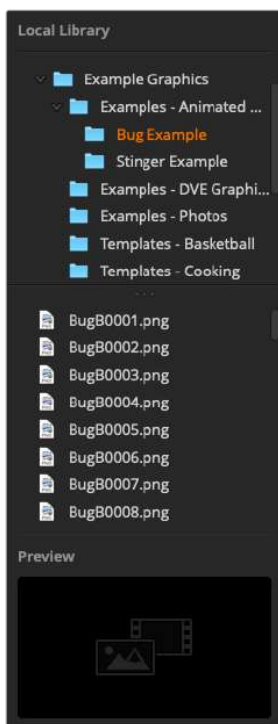 Local Library
Example Graphics
Examples - Animated ...
Bug Example
Stinger Example
Examples - DVE Graphi...
Examples - Photos
Templates - Basketball
Templates - Cooking
BugB0001.png
BugB0002.png
BugB0003.png
BugB0004.png
BugB0005.png
BugB0006.png
BugB0007.png
BugB0008.png
Preview